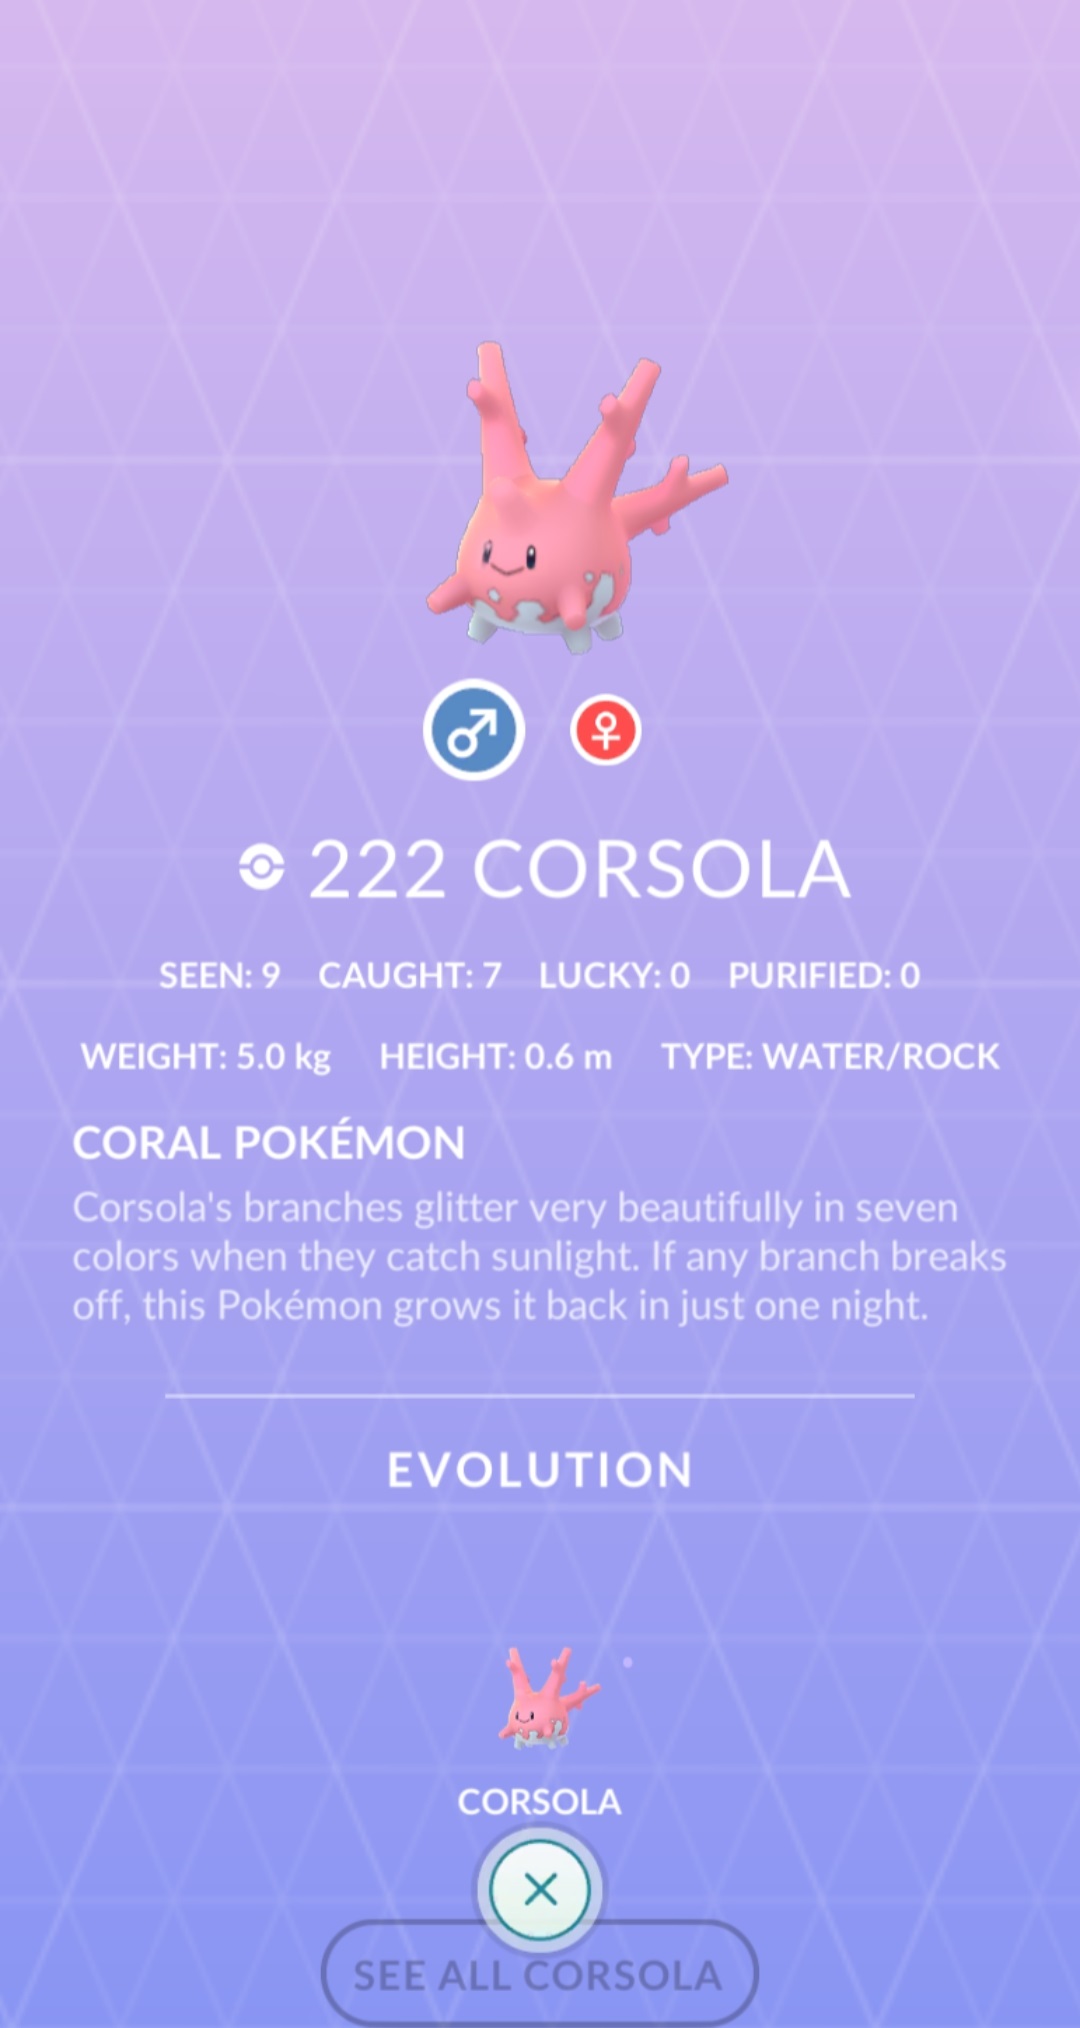 222 CORSOLA
SEEN: 9 CAUGHT: 7 LUCKY: 0 PURIFIED: 0
WEIGHT: 5.0 kg HEIGHT: 0.6 m TYPE: WATER/ROCK
CORAL POKÉMON
Corsola's branches glitter very beautifully in seven
colors when they catch sunlight. If any branch breaks
off, this Pokémon grows it back in just one night.
EVOLUTION
CORSOLA
SEE ALL CORSOLA